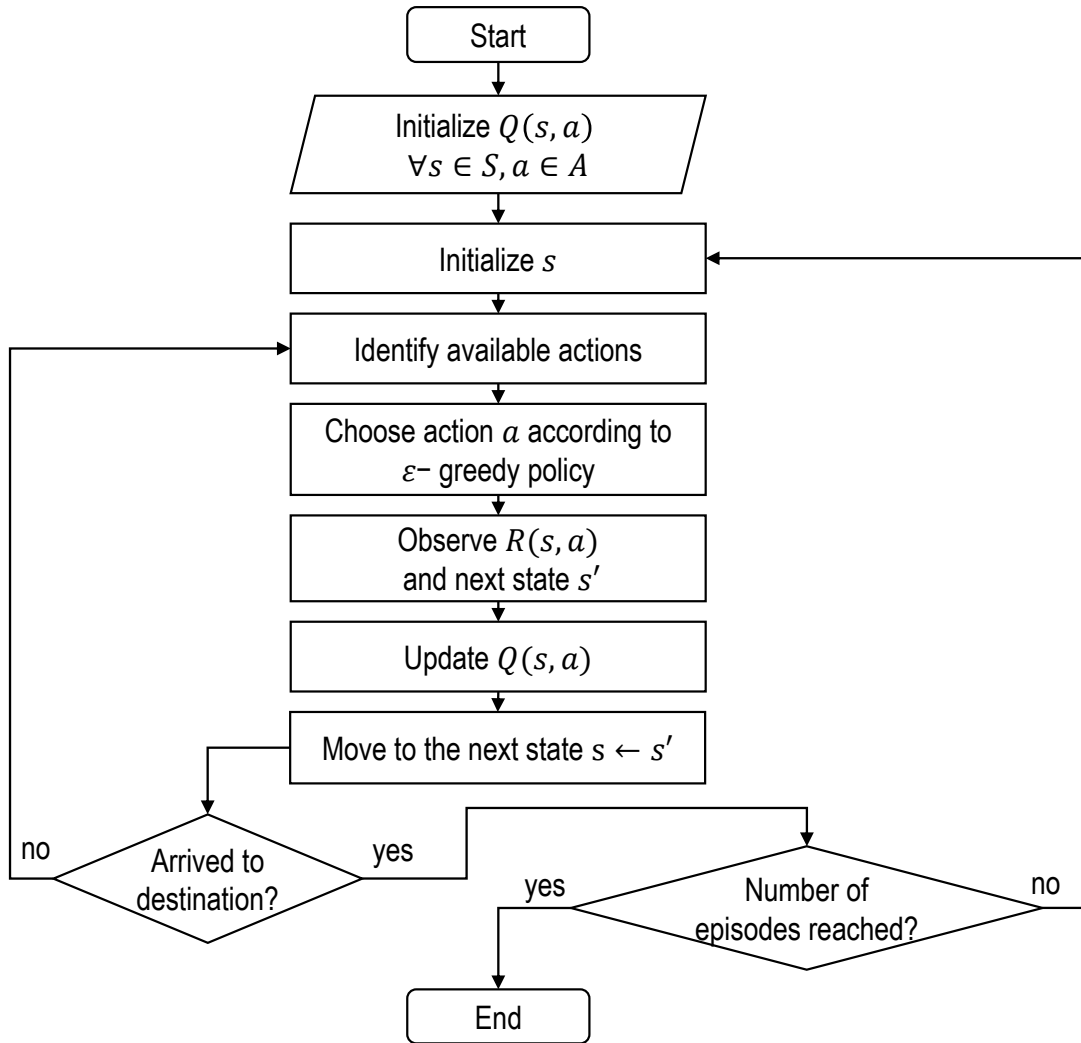 Start
Initialize 𝑄(𝑠, 𝑎)
∀𝑠 ∈ 𝑆, 𝑎 ∈ 𝐴
Initialize 𝑠
Identify available actions
Choose action 𝑎 according to
𝜀− greedy policy
Observe 𝑅(𝑠, 𝑎)
and next state 𝑠′
Update 𝑄(𝑠, 𝑎)
Move to the next state s ← 𝑠′
no
Arrived to
destination?
yes
yes
Number of
episodes reached?
no
End